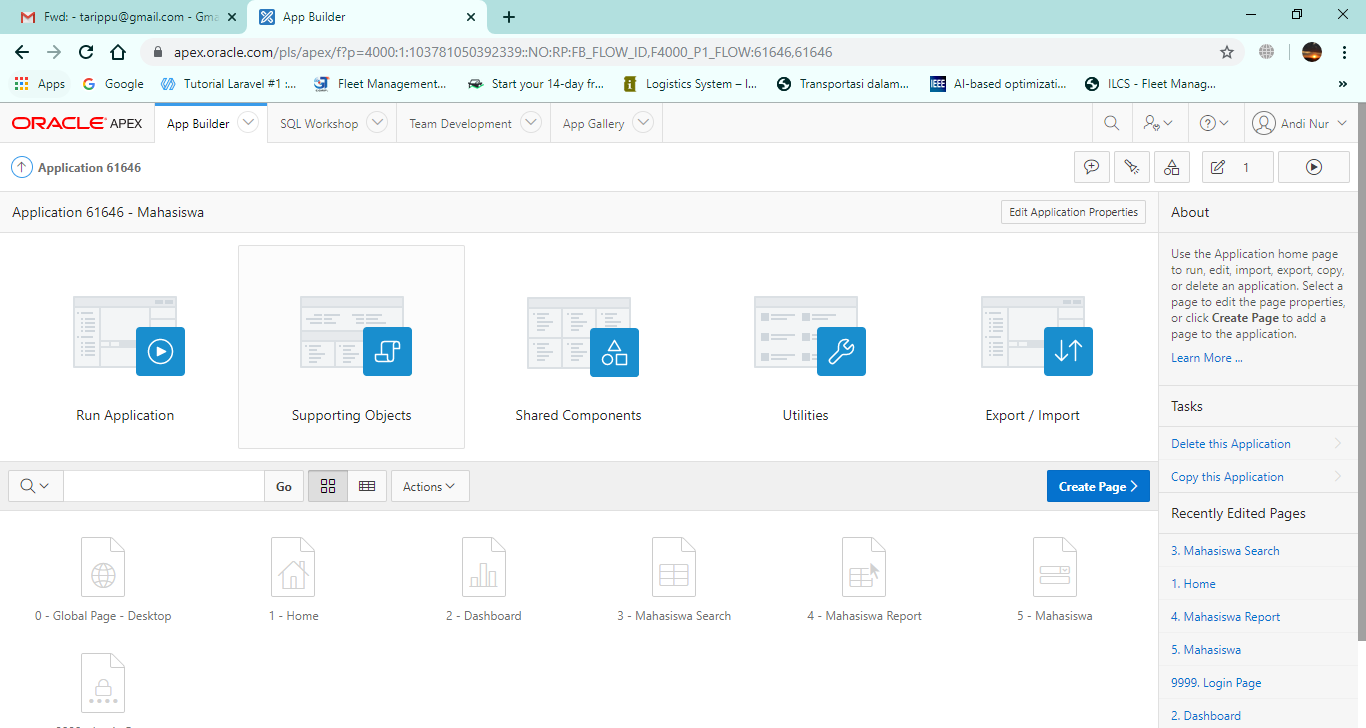 Fwd: - tarippu@gmail.com - Gma
App Builder
apex.oracle.com/pls/apex/f?p=4000:1:103781050392339::NO:RP:FB_FLOW_ID,F4000_P1_FLOW:61646,61646
Apps
Google
Tutorial Laravel #1 :...
Fleet Management...
Start your 14-day fr...
Logistics System – I...
Transportasi dalam...
IEEE
AI-based optimizati...
ILCS - Fleet Manag...
»
ORACLE APEX
App Builder
SQL Workshop
Team Development
App Gallery
Andi Nur
Application 61646
1
Application 61646 - Mahasiswa
Edit Application Properties
Run Application
Supporting Objects
Shared Components
Utilities
Export / Import
Go
Actions
Create Page
0 - Global Page - Desktop
1 - Home
2 - Dashboard
3 - Mahasiswa Search
4 - Mahasiswa Report
5 - Mahasiswa
About
Use the Application home page
to run, edit, import, export, copy,
or delete an application. Select a
page to edit the page properties,
or click Create Page to add a
page to the application.
Learn More ...
Tasks
Delete this Application
Copy this Application
Recently Edited Pages
3. Mahasiswa Search
1. Home
4. Mahasiswa Report
5. Mahasiswa
9999. Login Page
2. Dashboard